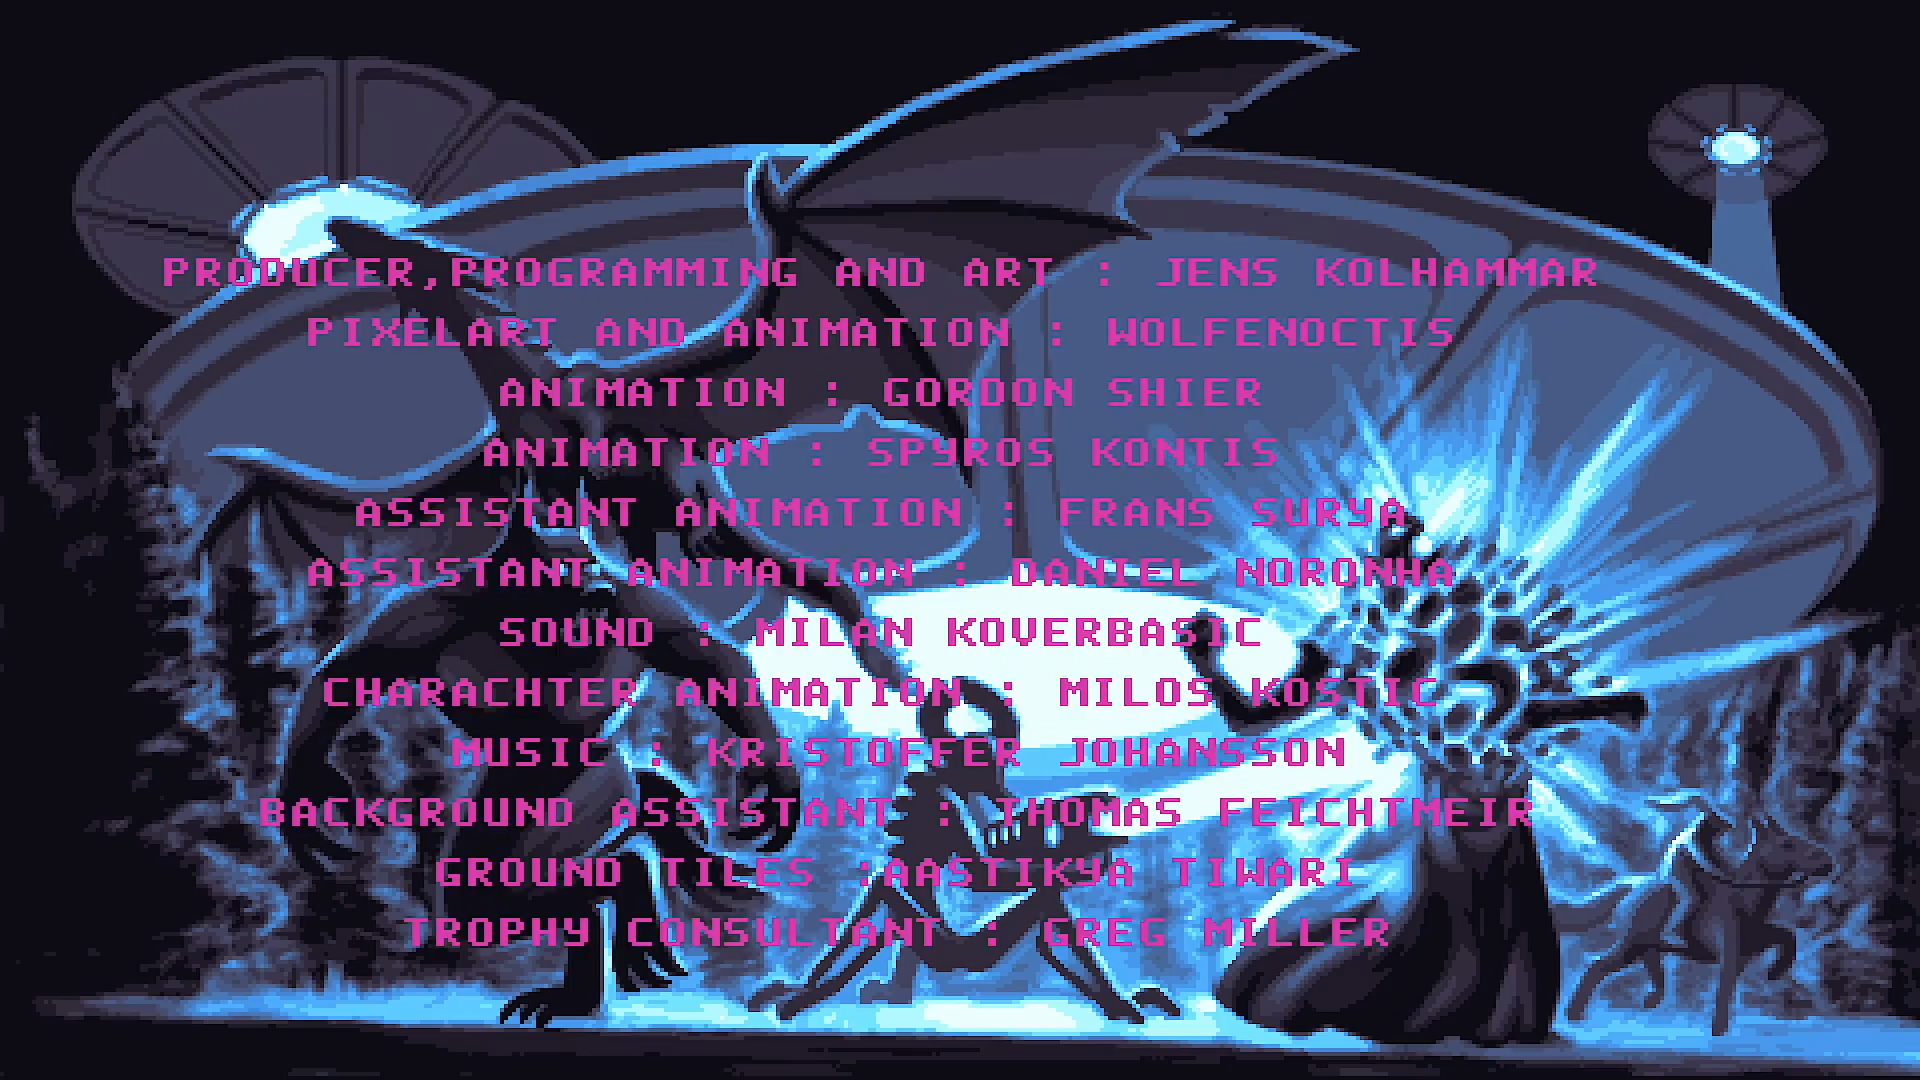 PRODUCER,PROGRAMMING AND ART : JENS KOLHAMMAR
PIXELART AND ANIMATION : WOLFENOCTIS
ANIMATION : GORDON SHIER
ANIMATION : SPYROS KONTIS
ASSISTANT ANIMATION : FRANS SURYA
ASSISTANT ANIMATION : DANIEL NORONHA
SOUND : MILAN KOVERBASIC
CHARACHTER ANIMATION : MILOS KOSTIC
MUSIC : KRISTOFFER JOHANSSON
BACKGROUND ASSISTANT : THOMAS FEICHTMEIR
GROUND TILES :AASTIKYA TIWARI
TROPHY CONSULTANT : GREG MILLER